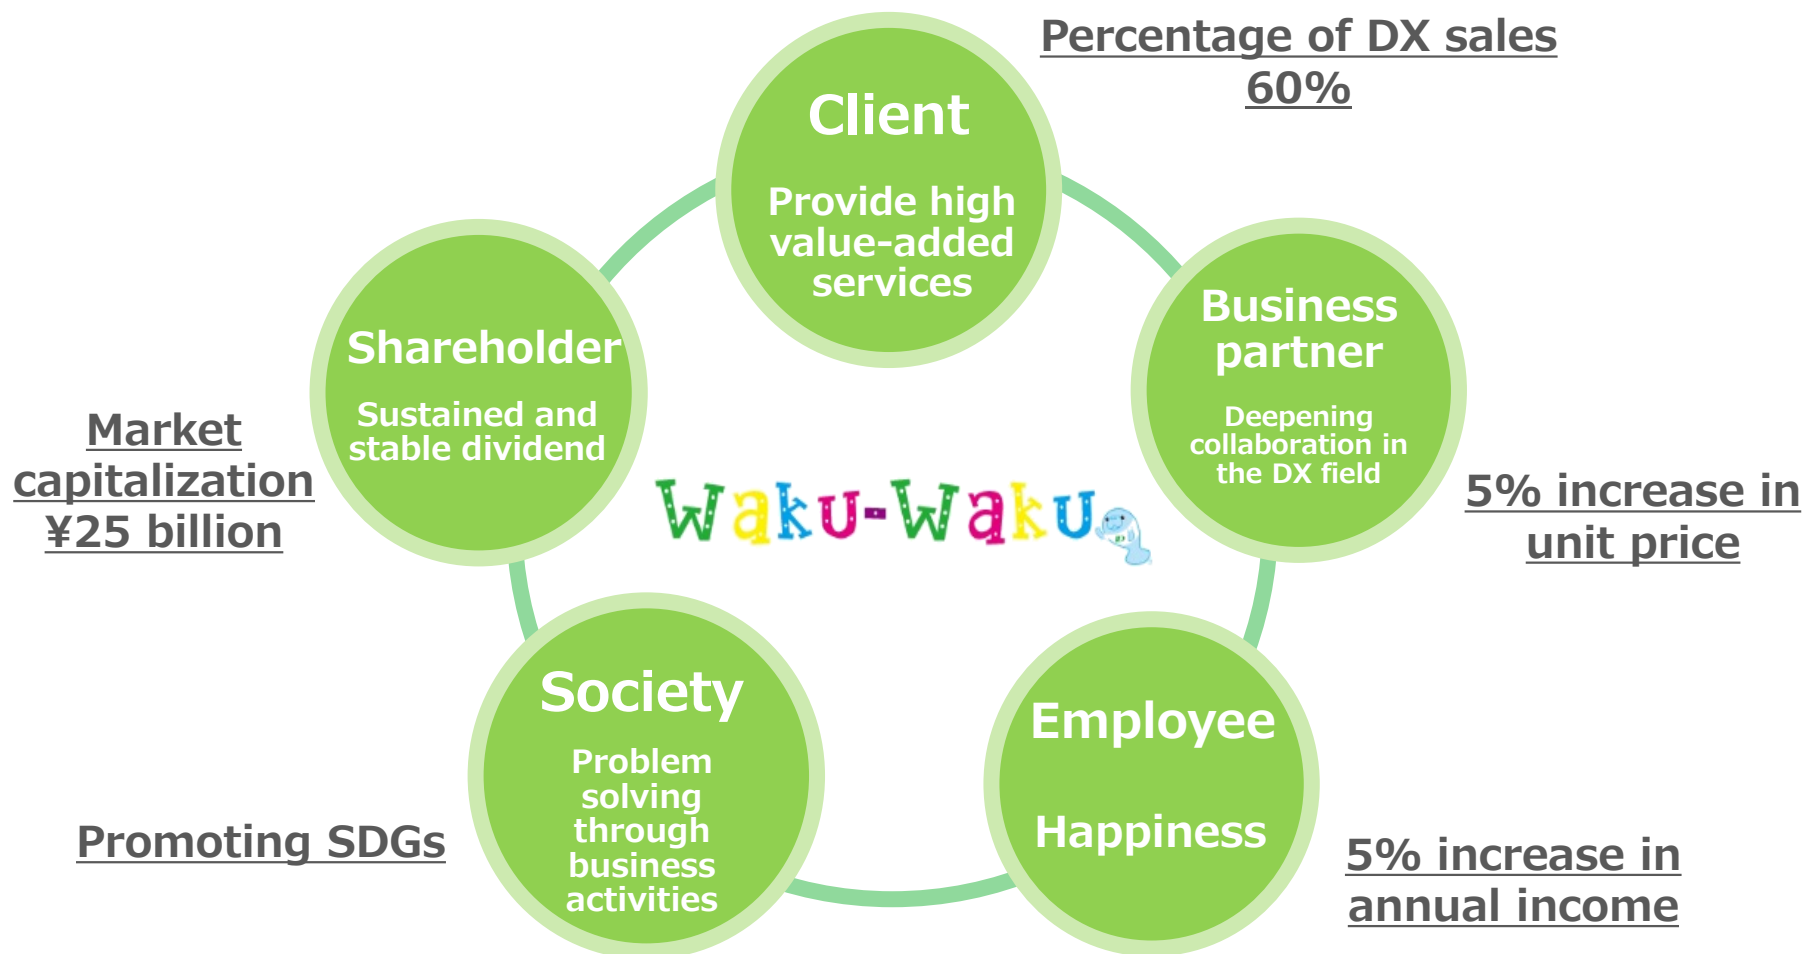 Percentage of DX sales
60%
Client
Provide high
value-added
services
Business
partner
Deepening
collaboration in
the DX field
5% increase in
unit price
Shareholder
Sustained and
stable dividend
Market
capitalization
¥25 billion
Waku-Waku
Society
Problem
solving
through
business
activities
Promoting SDGs
Employee
Happiness
5% increase in
annual income